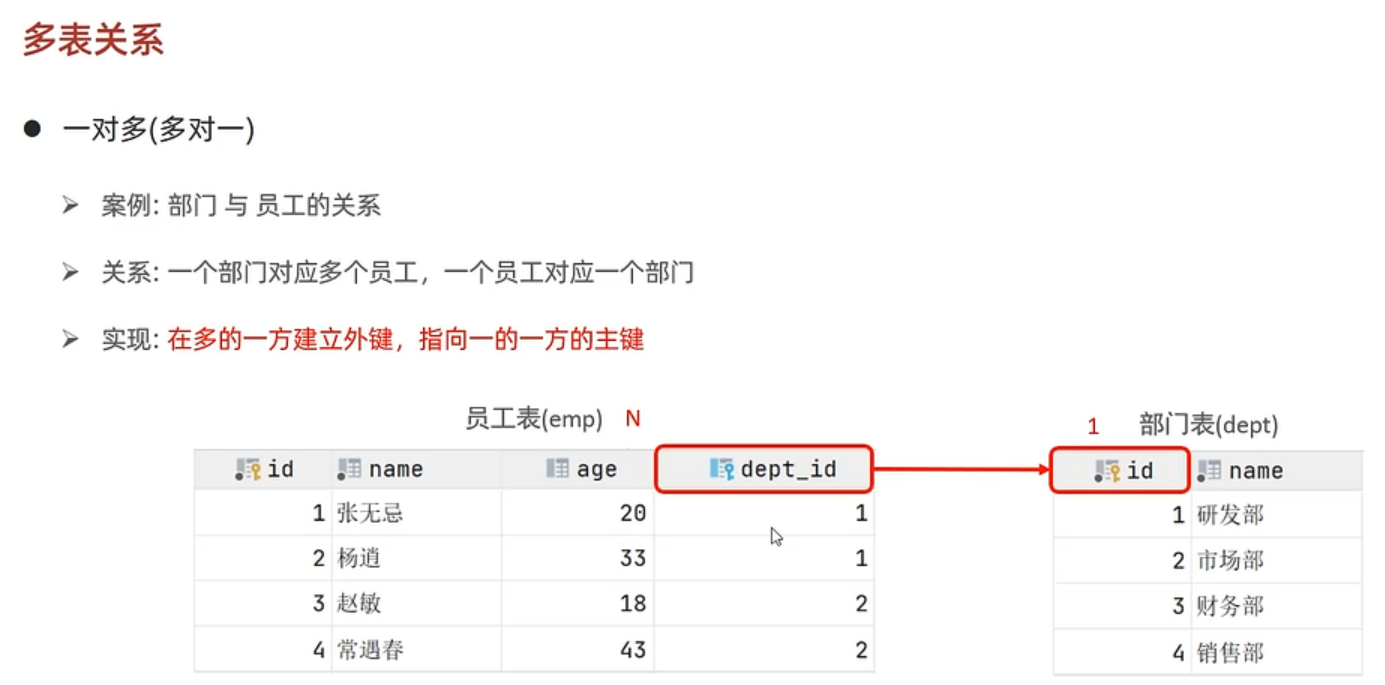 多表关系
一对多(多对一)
案例: 部门 与 员工的关系
关系: 一个部门对应多个员工，一个员工对应一个部门
实现: 在多的一方建立外键，指向一的一方的主键
员工表(emp) N
id name age dept_id
1 张无忌 20 1
2 杨逍 33 1
3 赵敏 18 2
4 常遇春 43 2
1 部门表(dept)
id name
1 研发部
2 市场部
3 财务部
4 销售部